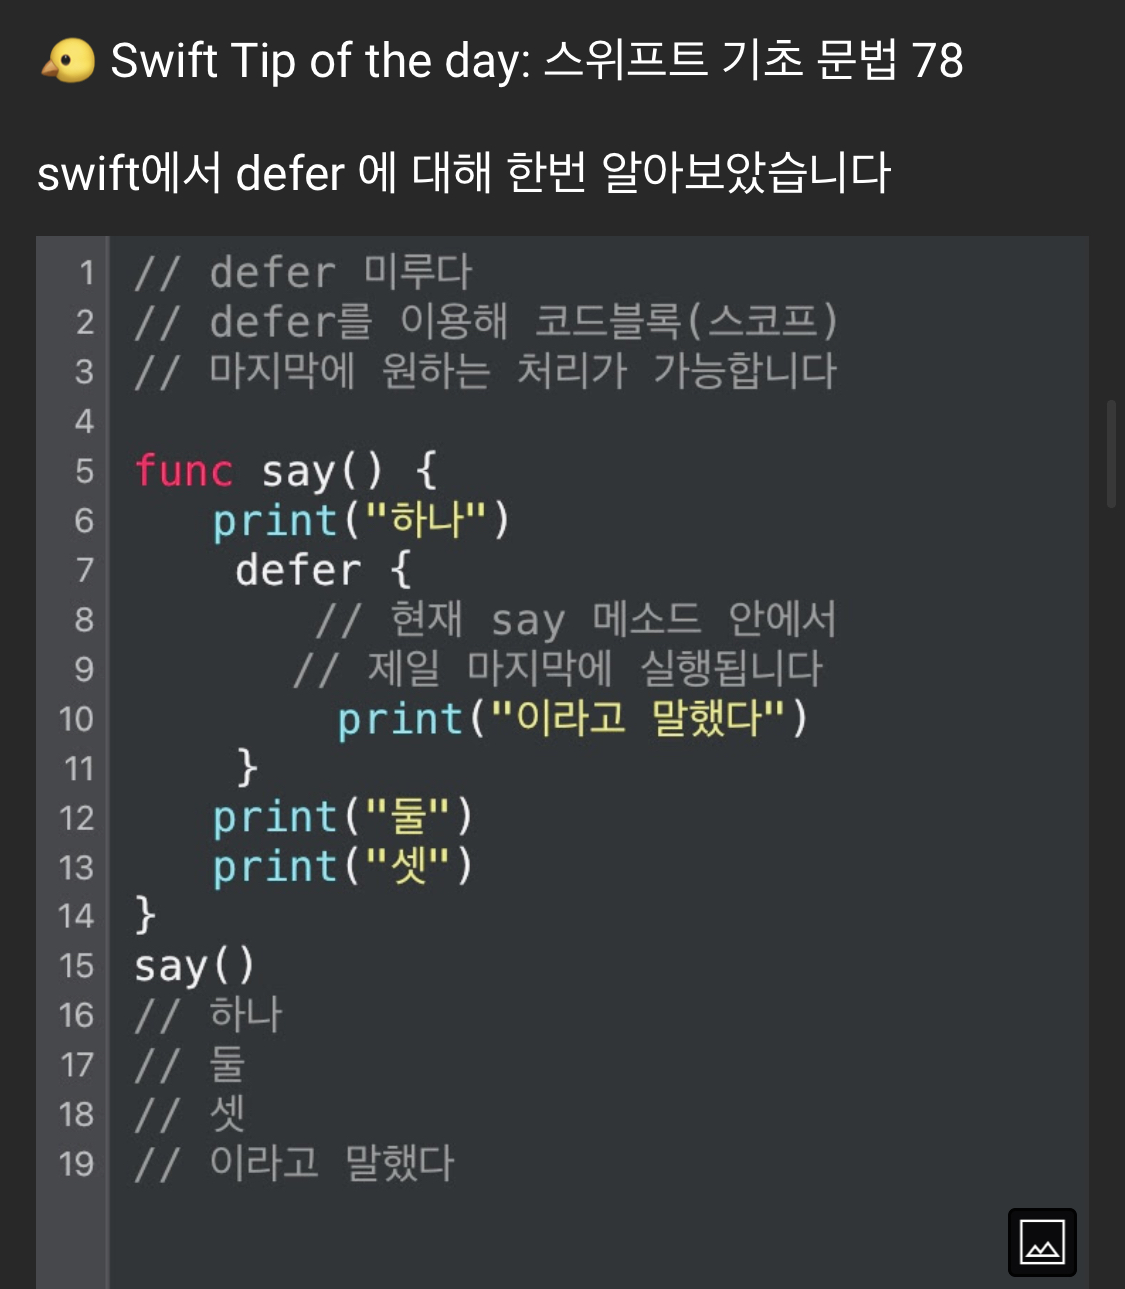 🐤 Swift Tip of the day: 스위프트 기초 문법 78
swift에서 defer 에 대해 한번 알아보았습니다
1 // defer 미루다
2 // defer를 이용해 코드블록(스코프)
3 // 마지막에 원하는 처리가 가능합니다
4
5 func say() {
6 print("하나")
7 defer {
8 // 현재 say 메소드 안에서
9 // 제일 마지막에 실행됩니다
10 print("이라고 말했다")
11 }
12 print("둘")
13 print("셋")
14 }
15 say()
16 // 하나
17 // 둘
18 // 셋
19 // 이라고 말했다